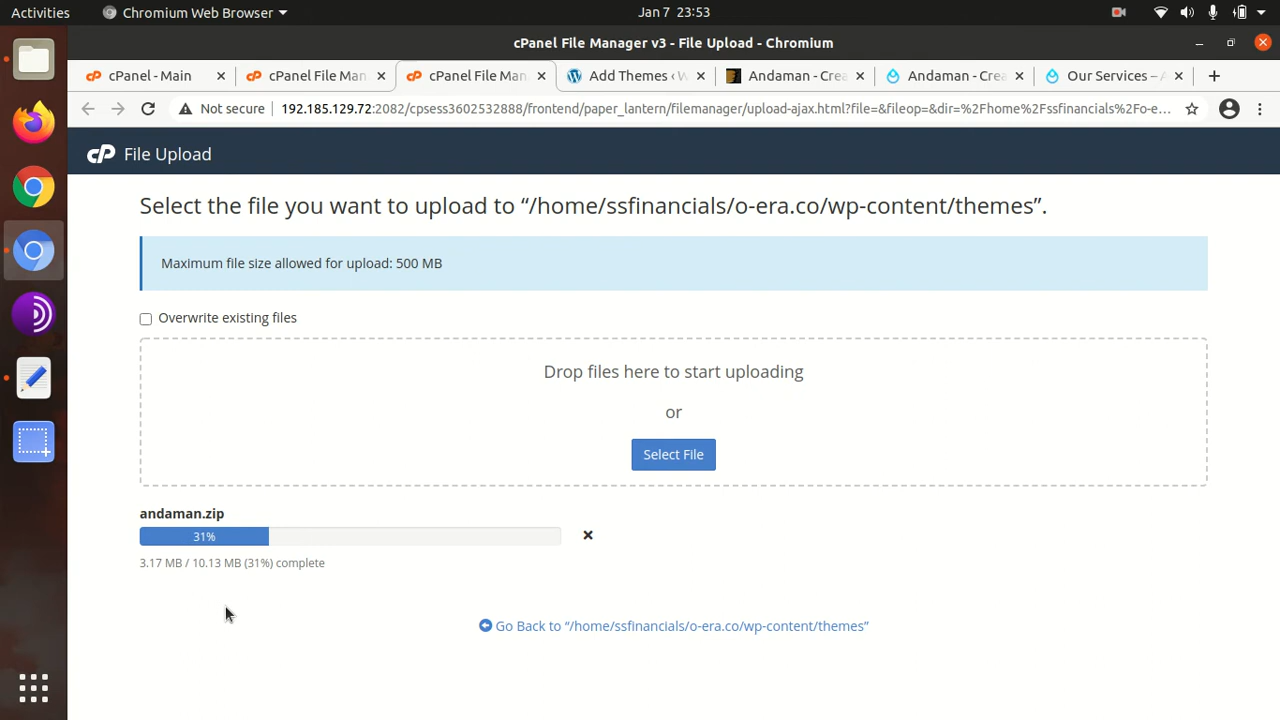 Activities
Chromium Web Browser
Jan 7 23:53
cPanel File Manager v3 - File Upload - Chromium
cPanel - Main
cPanel File Man
cPanel File Man
Add Themes ‹ W
Andaman - Crea
Andaman - Crea
Our Services – A
Not secure
192.185.129.72:2082/cpsess3602532888/frontend/paper_lantern/filemanager/upload-ajax.html?file=&fileop=&dir=%2Fhome%2Fssfinancials%2Fo-e...
cP File Upload
Select the file you want to upload to “/home/ssfinancials/o-era.co/wp-content/themes”.
Maximum file size allowed for upload: 500 MB
Overwrite existing files
Drop files here to start uploading
or
Select File
andaman.zip
31%
3.17 MB / 10.13 MB (31%) complete
Go Back to “/home/ssfinancials/o-era.co/wp-content/themes”